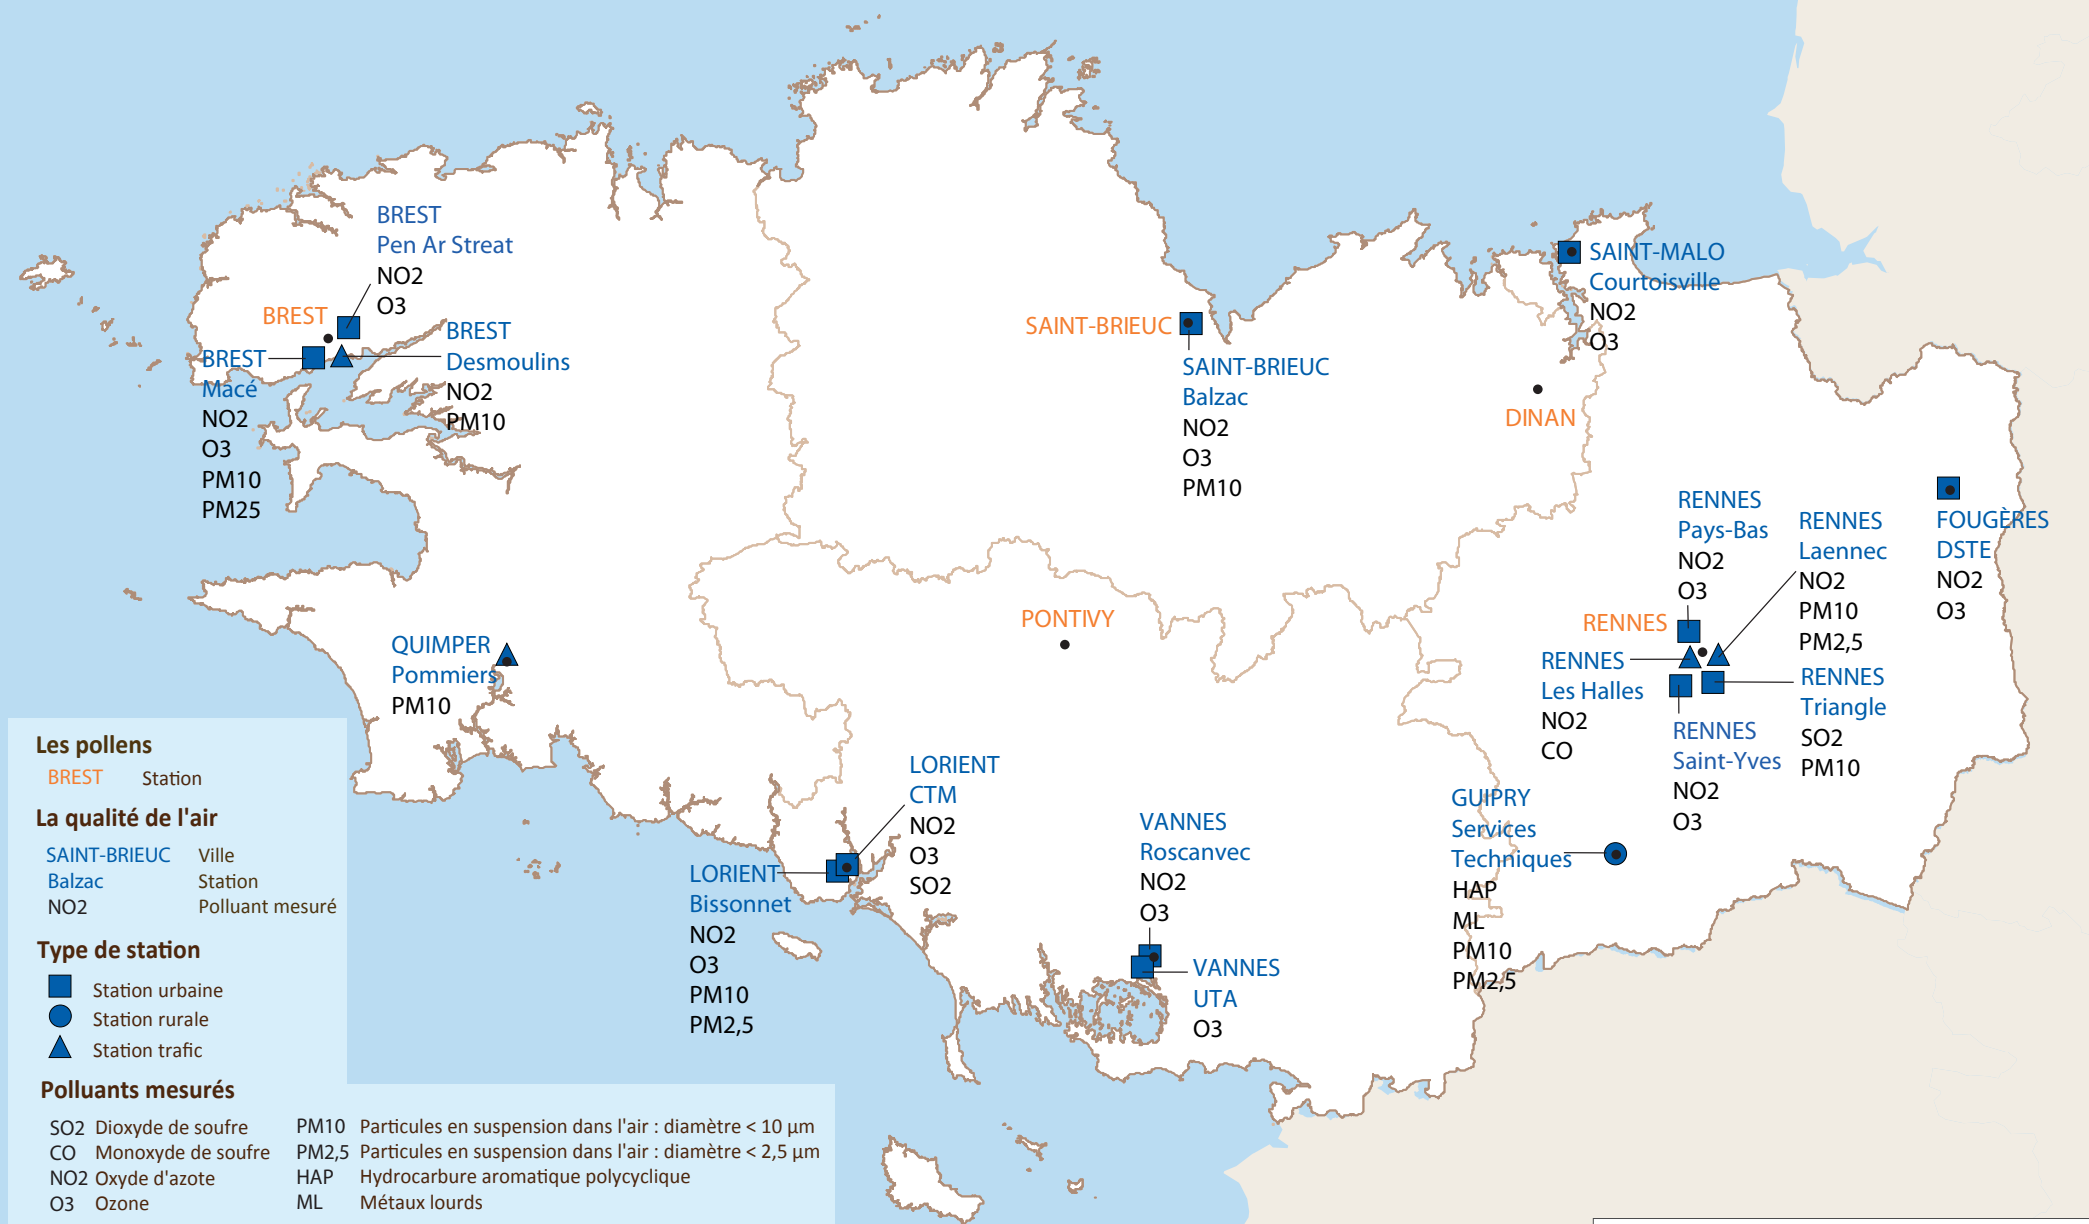 BREST
Pen Ar Streat
NO2
O3
BREST
BREST
Desmoulins
NO2
PM10
BREST
Macé
NO2
O3
PM10
PM25
SAINT-BRIEUC
SAINT-BRIEUC
Balzac
NO2
O3
PM10
SAINT-MALO
Courtoisville
NO2
O3
DINAN
RENNES
Pays-Bas
NO2
O3
RENNES
Laennec
NO2
PM10
PM2,5
FOUGÈRES
DSTE
NO2
O3
RENNES
RENNES
Les Halles
NO2
CO
RENNES
Triangle
SO2
PM10
RENNES
Saint-Yves
NO2
O3
PONTIVY
QUIMPER
Pommiers
PM10
LORIENT
CTM
NO2
O3
SO2
LORIENT
Bissonnet
NO2
O3
PM10
PM2,5
VANNES
Roscanvec
NO2
O3
VANNES
UTA
O3
GUIPRY
Services
Techniques
HAP
ML
PM10
PM2,5
Les pollens
BREST Station
La qualité de l'air
SAINT-BRIEUC Ville
Balzac Station
NO2 Polluant mesuré
Type de station
Station urbaine
Station rurale
Station trafic
Polluants mesurés
SO2 Dioxyde de soufre
CO Monoxyde de soufre
NO2 Oxyde d'azote
O3 Ozone
PM10 Particules en suspension dans l'air : diamètre < 10 µm
PM2,5 Particules en suspension dans l'air : diamètre < 2,5 µm
HAP Hydrocarbure aromatique polycyclique
ML Métaux lourds